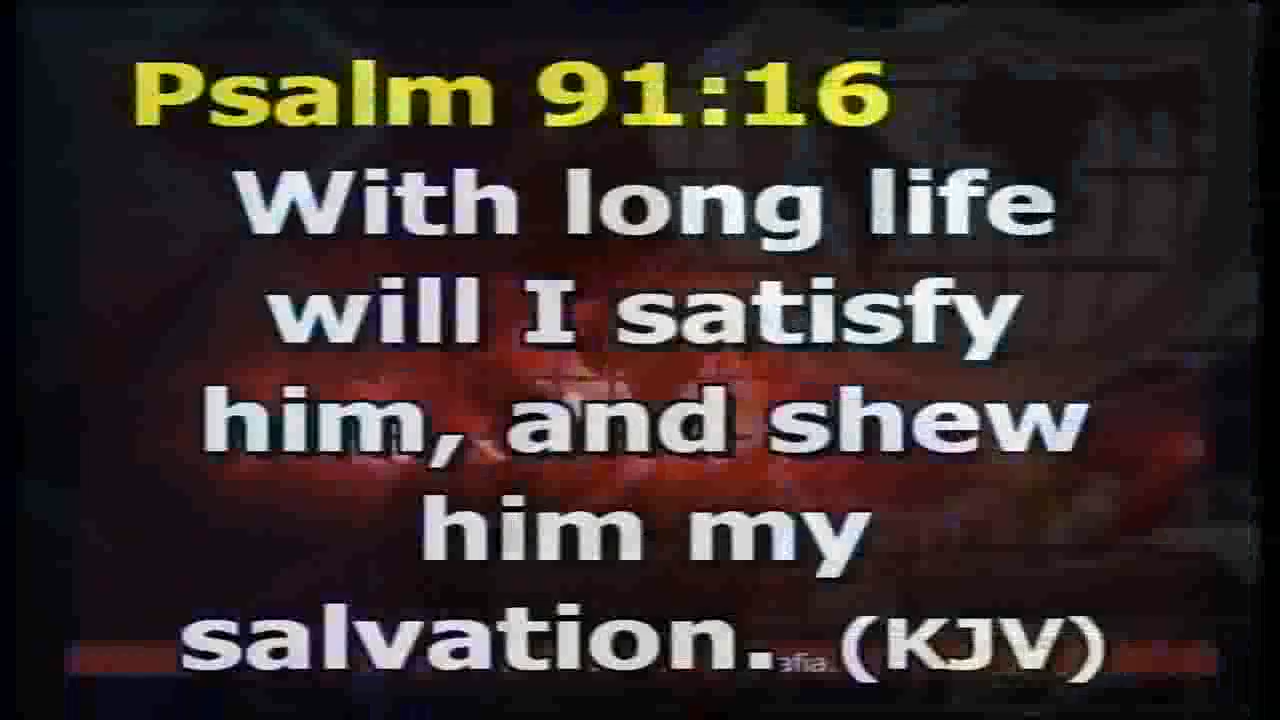 Psalm 91:16
With long life
will I satisfy
him, and shew
him my
salvation. (KJV)